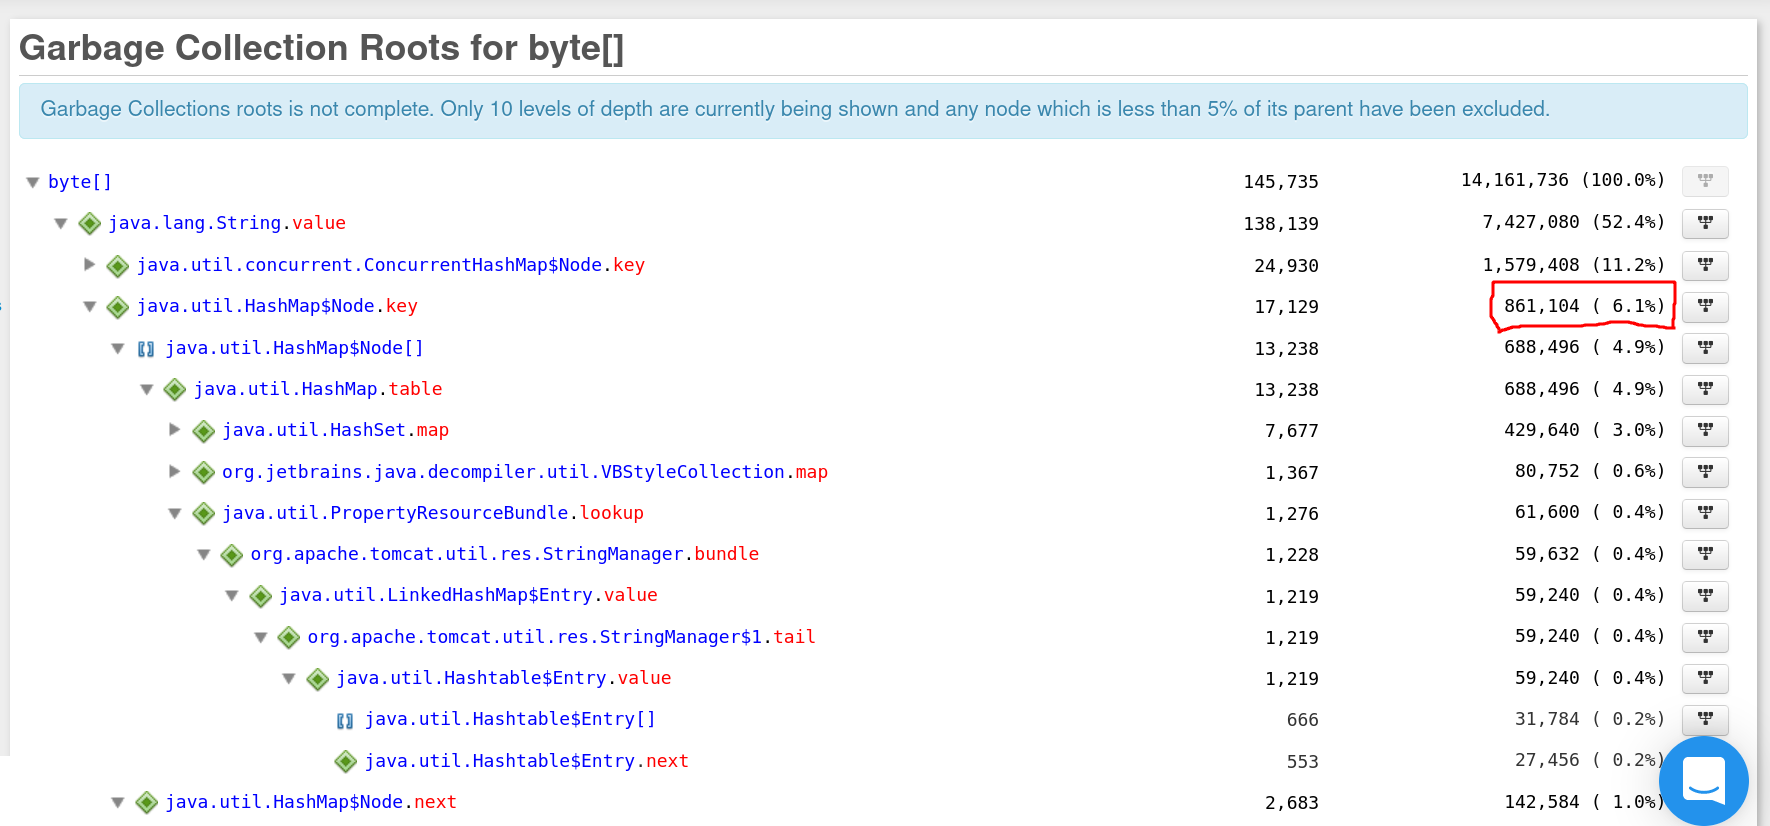 Garbage Collection Roots for byte[]
Garbage Collections roots is not complete. Only 10 levels of depth are currently being shown and any node which is less than 5% of its parent have been excluded.
byte[] 145,735 14,161,736 (100.0%)
java.lang.String.value 138,139 7,427,080 (52.4%)
java.util.concurrent.ConcurrentHashMap$Node.key 24,930 1,579,408 (11.2%)
java.util.HashMap$Node.key 17,129 861,104 ( 6.1%)
java.util.HashMap$Node[] 13,238 688,496 ( 4.9%)
java.util.HashMap.table 13,238 688,496 ( 4.9%)
java.util.HashSet.map 7,677 429,640 ( 3.0%)
org.jetbrains.java.decompiler.util.VBStyleCollection.map 1,367 80,752 ( 0.6%)
java.util.PropertyResourceBundle.lookup 1,276 61,600 ( 0.4%)
org.apache.tomcat.util.res.StringManager.bundle 1,228 59,632 ( 0.4%)
java.util.LinkedHashMap$Entry.value 1,219 59,240 ( 0.4%)
org.apache.tomcat.util.res.StringManager$1.tail 1,219 59,240 ( 0.4%)
java.util.Hashtable$Entry.value 1,219 59,240 ( 0.4%)
java.util.Hashtable$Entry[] 666 31,784 ( 0.2%)
java.util.Hashtable$Entry.next 553 27,456 ( 0.2%)
java.util.HashMap$Node.next 2,683 142,584 ( 1.0%)